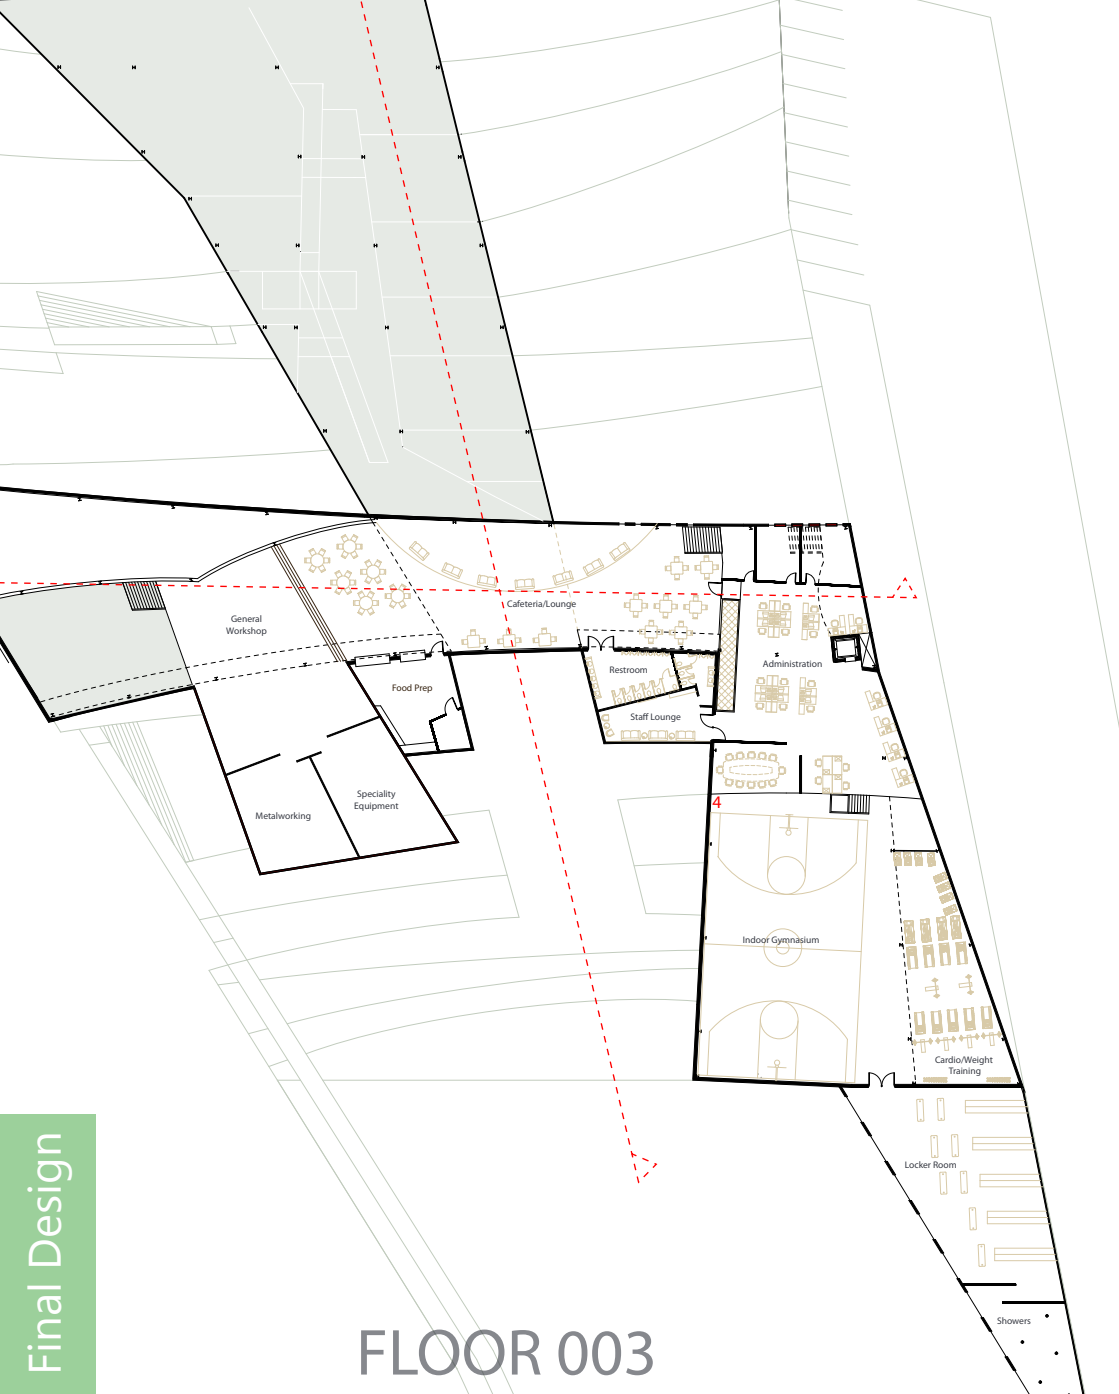 Cafeteria/Lounge
General
Workshop
Restroom
Administration
Food Prep
Staff Lounge
Speciality
Equipment
Metalworking
4
Indoor Gymnasium
Cardio/Weight
Training
Locker Room
Showers
Final Design
FLOOR 003